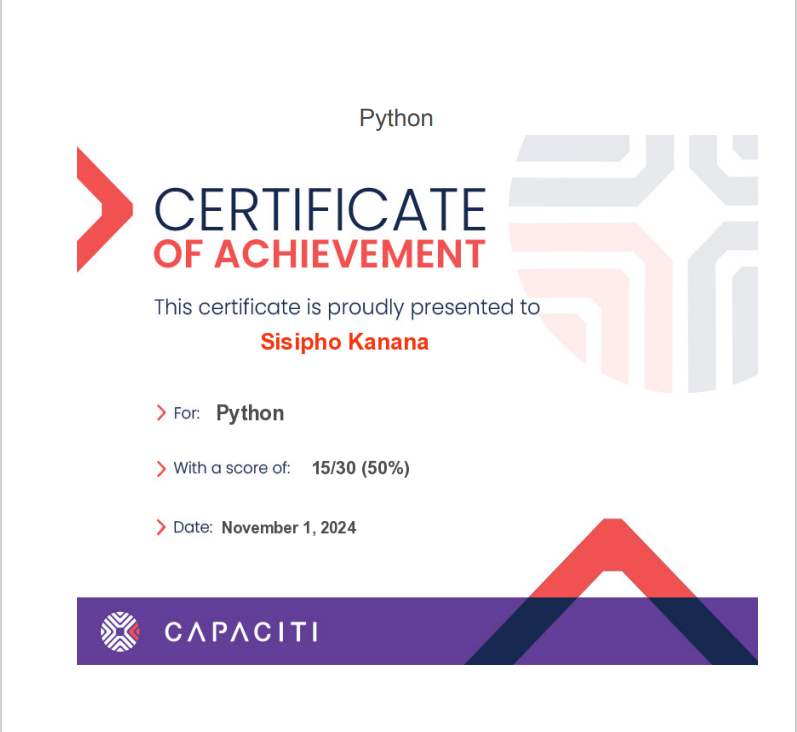 Python
CERTIFICATE
OF ACHIEVEMENT
This certificate is proudly presented to
Sisipho Kanana
For: Python
With a score of: 15/30 (50%)
Date: November 1, 2024
CAPACITI